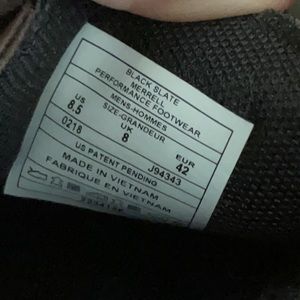 BLACK SLATE
MERRELL
PERFORMANCE FOOTWEAR
MENS-HOMMES
SIZE-GRANDEUR
US UK EUR
8.5 8 42
0218 J94343
US PATENT PENDING
MADE IN VIETNAM
FABRIQUE EN VIETNAM